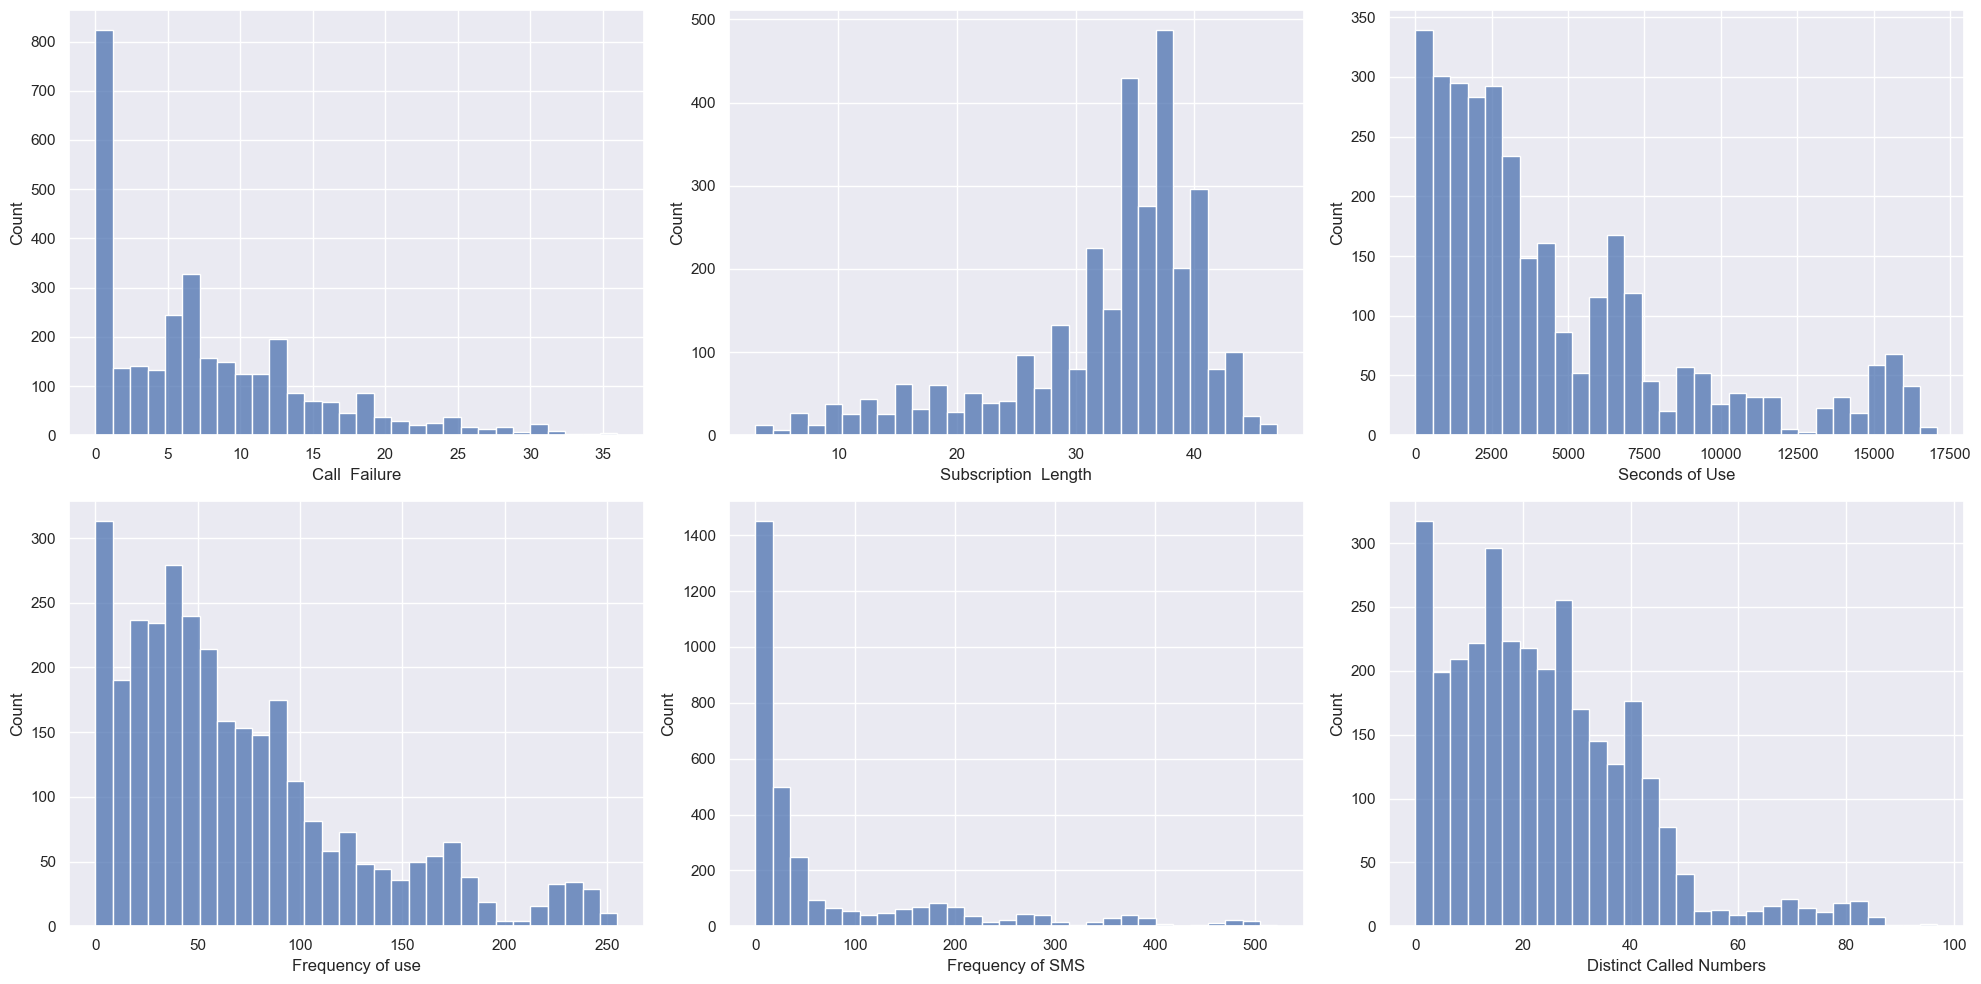 800
700
600
500
400
300
200
100
0
Count
0 5 10 15 20 25 30 35
Call  Failure
500
400
300
200
100
0
Count
10 20 30 40
Subscription  Length
350
300
250
200
150
100
50
0
Count
0 2500 5000 7500 10000 12500 15000 17500
Seconds of Use
300
250
200
150
100
50
0
Count
0 50 100 150 200 250
Frequency of use
1400
1200
1000
800
600
400
200
0
Count
0 100 200 300 400 500
Frequency of SMS
300
250
200
150
100
50
0
Count
0 20 40 60 80 100
Distinct Called Numbers